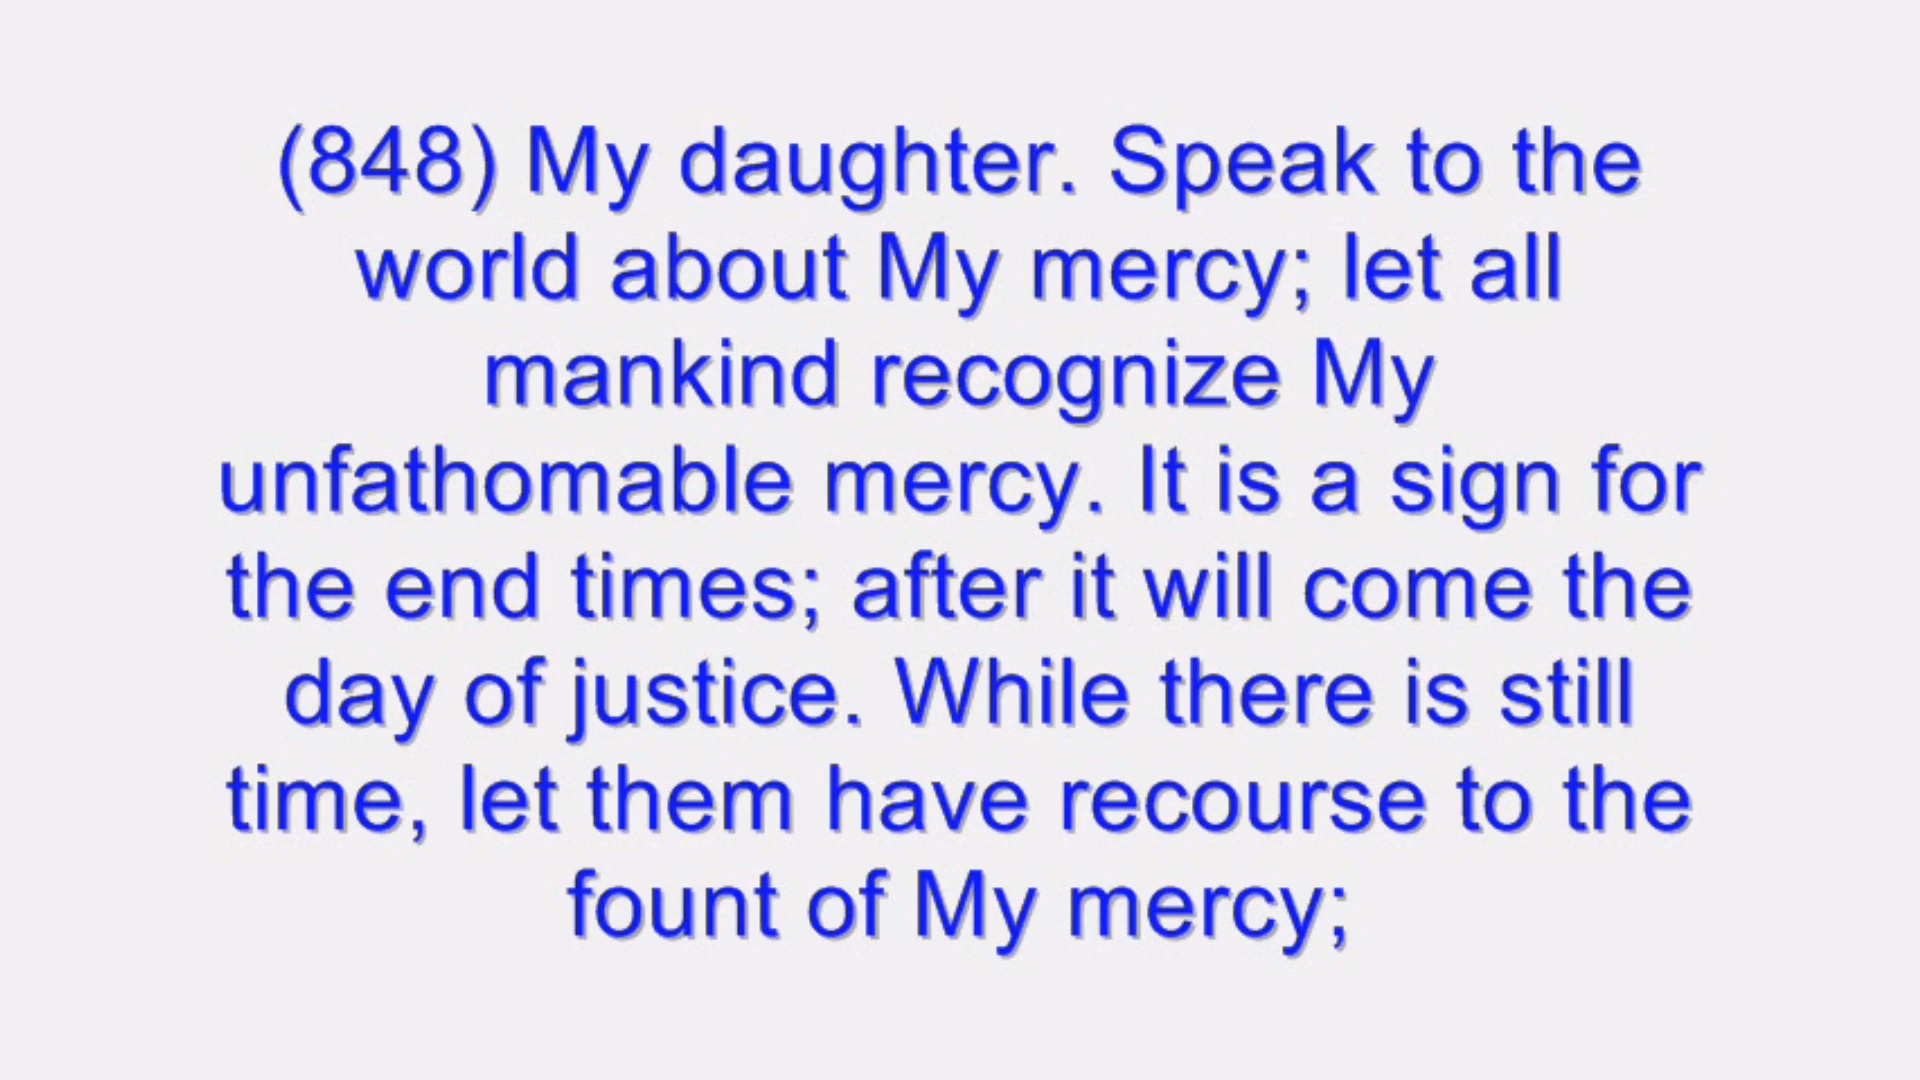 (848) My daughter. Speak to the
world about My mercy; let all
mankind recognize My
unfathomable mercy. It is a sign for
the end times; after it will come the
day of justice. While there is still
time, let them have recourse to the
fount of My mercy;